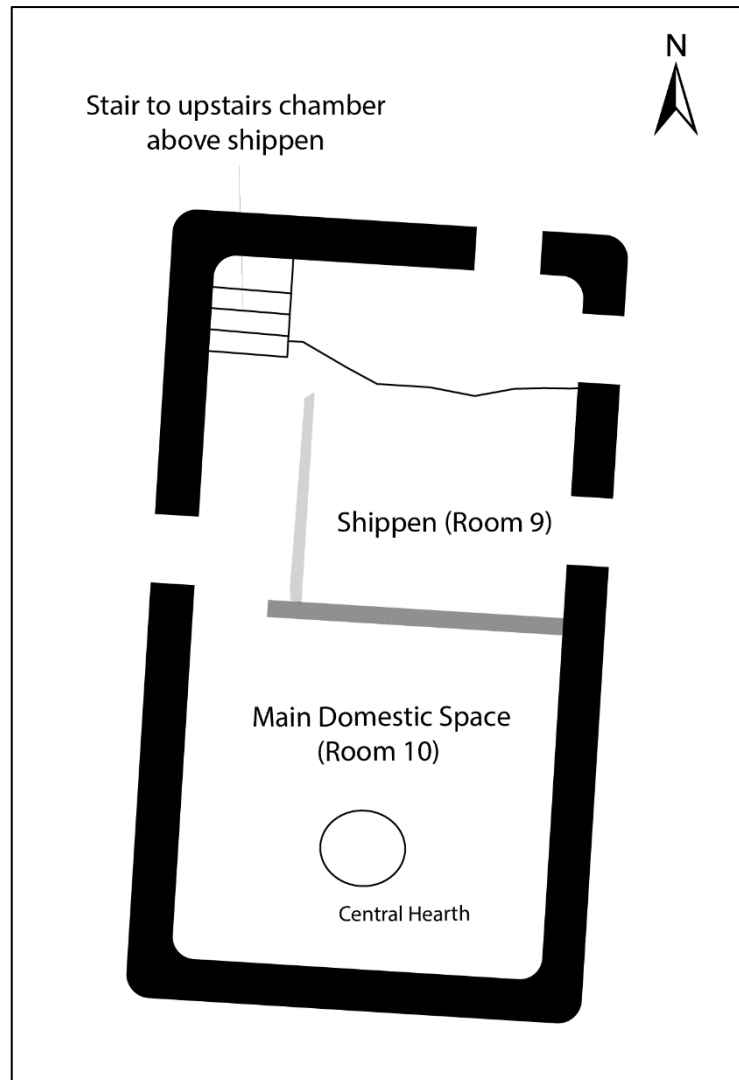 N
Stair to upstairs chamber
above shippen
Shippen (Room 9)
Main Domestic Space
(Room 10)
Central Hearth